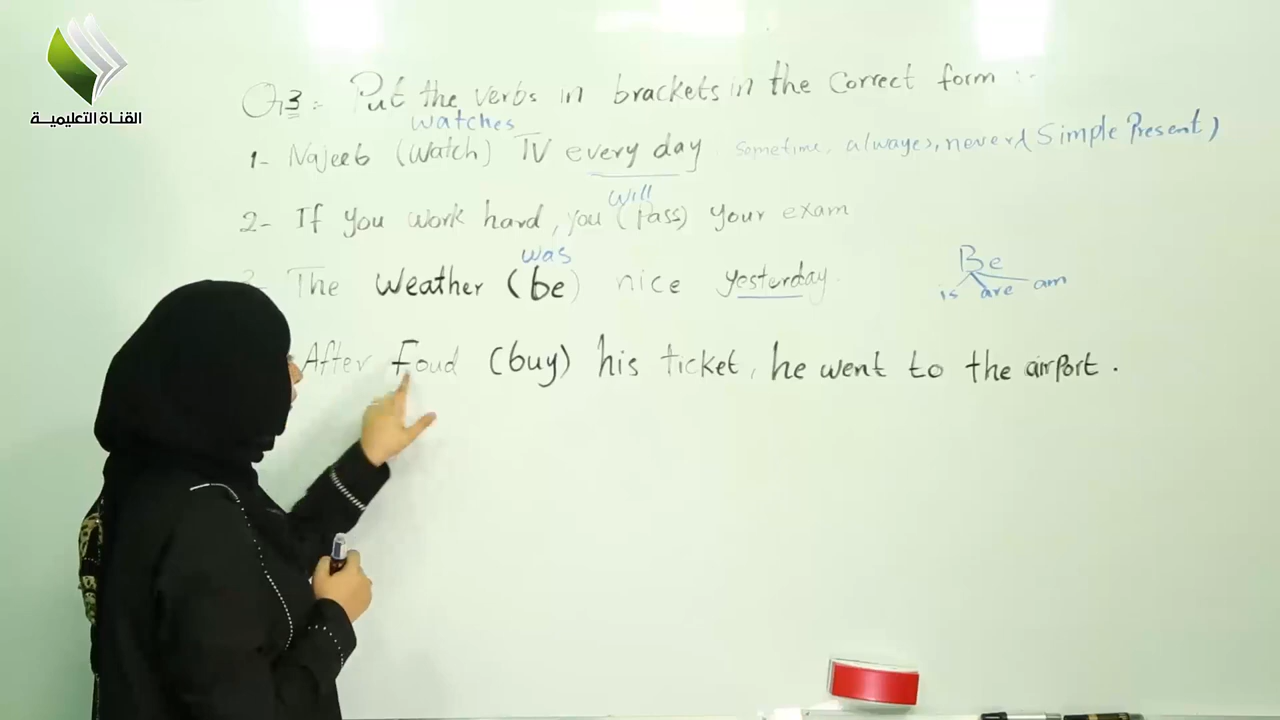 القناة التعليمية
Q3:- Put the verbs in brackets in the correct form :-
watches
1- Najeeb (watch) TV every day sometime, always, never (Simple Present)
will
2- If you work hard, you (pass) your exam
was
3- The weather (be) nice yesterday.
Be
is are am
After Foud (buy) his ticket, he went to the airport.